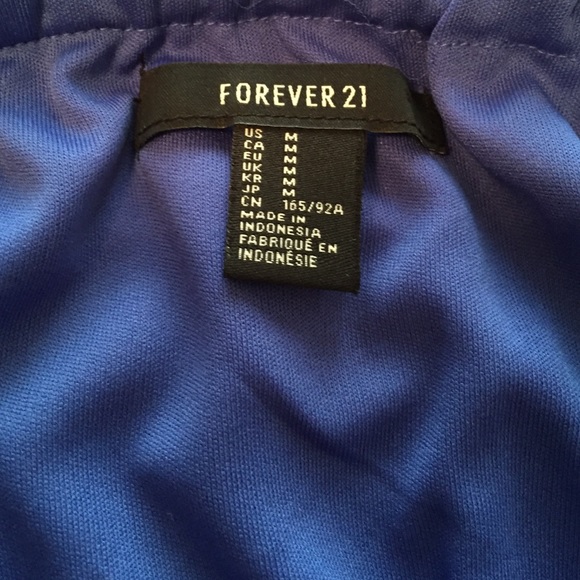 FOREVER 21
US M
CA M
EU M
UK M
KR M
JP M
CN 165/92A
MADE IN
INDONESIA
FABRIQUÉ EN
INDONÉSIE